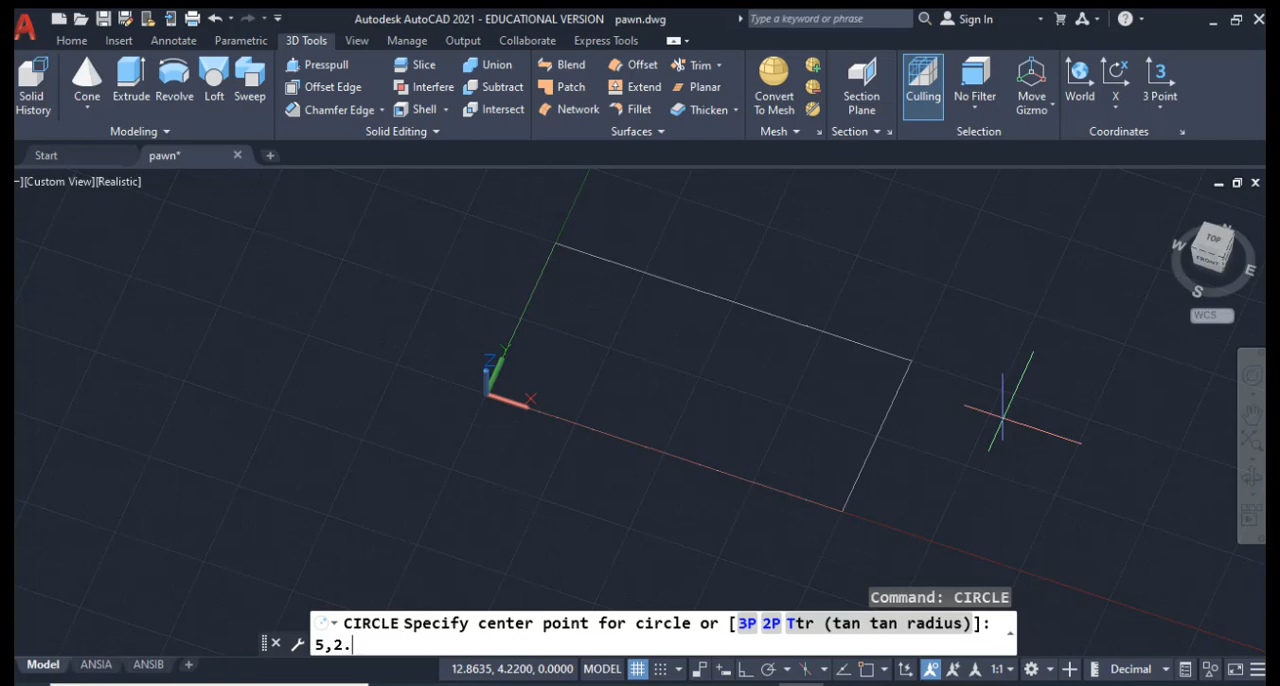 Autodesk AutoCAD 2021 - EDUCATIONAL VERSION pawn.dwg
Type a keyword or phrase
Sign In
Home Insert Annotate Parametric 3D Tools View Manage Output Collaborate Express Tools
Presspull Slice Union Blend Offset Trim
Offset Edge Interfere Subtract Patch Extend Planar
Solid History Cone Extrude Revolve Loft Sweep Convert To Mesh Section Plane Culling No Filter Move Gizmo World X 3 Point
Chamfer Edge Shell Intersect Network Fillet Thicken
Modeling Solid Editing Surfaces Mesh Section Selection Coordinates
Start pawn*
–][Custom View][Realistic]
N
W
TOP
FRONT
E
S
WCS
Y
Z
X
Command: CIRCLE
CIRCLE Specify center point for circle or [3P 2P Ttr (tan tan radius)]:
5,2.
Model ANSIA ANSIB 12.8635, 4.2200, 0.0000 MODEL 1:1 Decimal